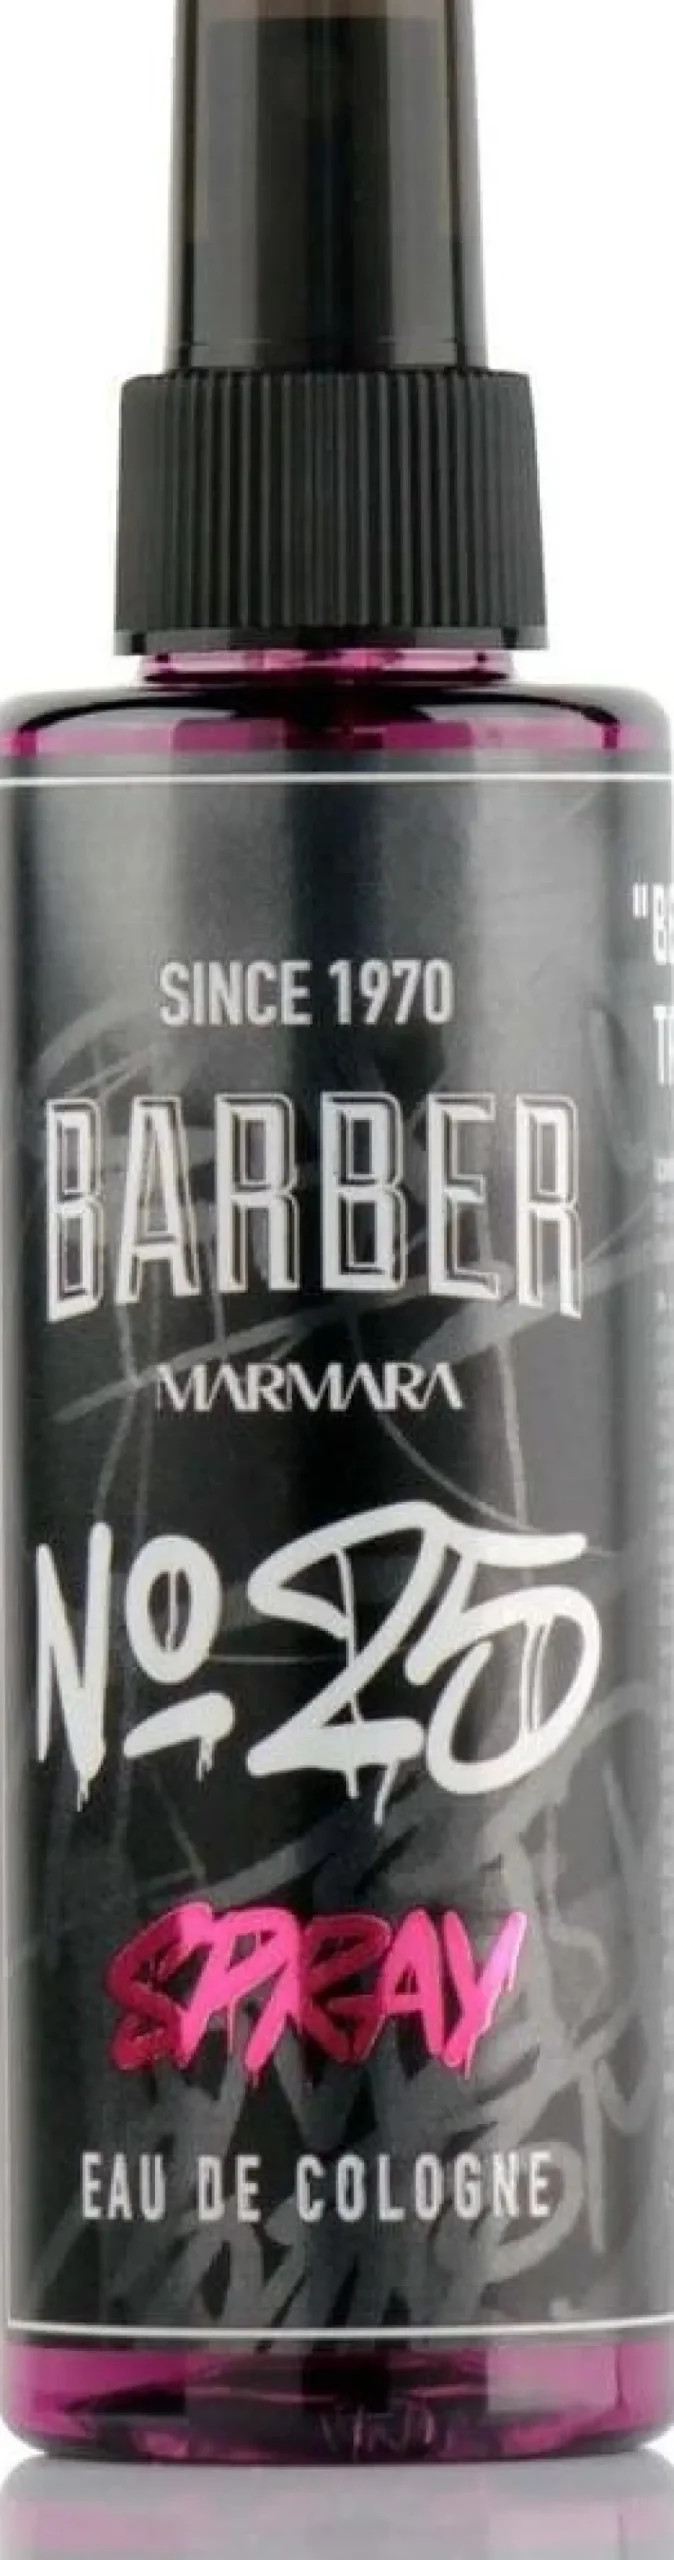 SINCE 1970
BARBER
MARMARA
No 25
SPRAY
EAU DE COLOGNE